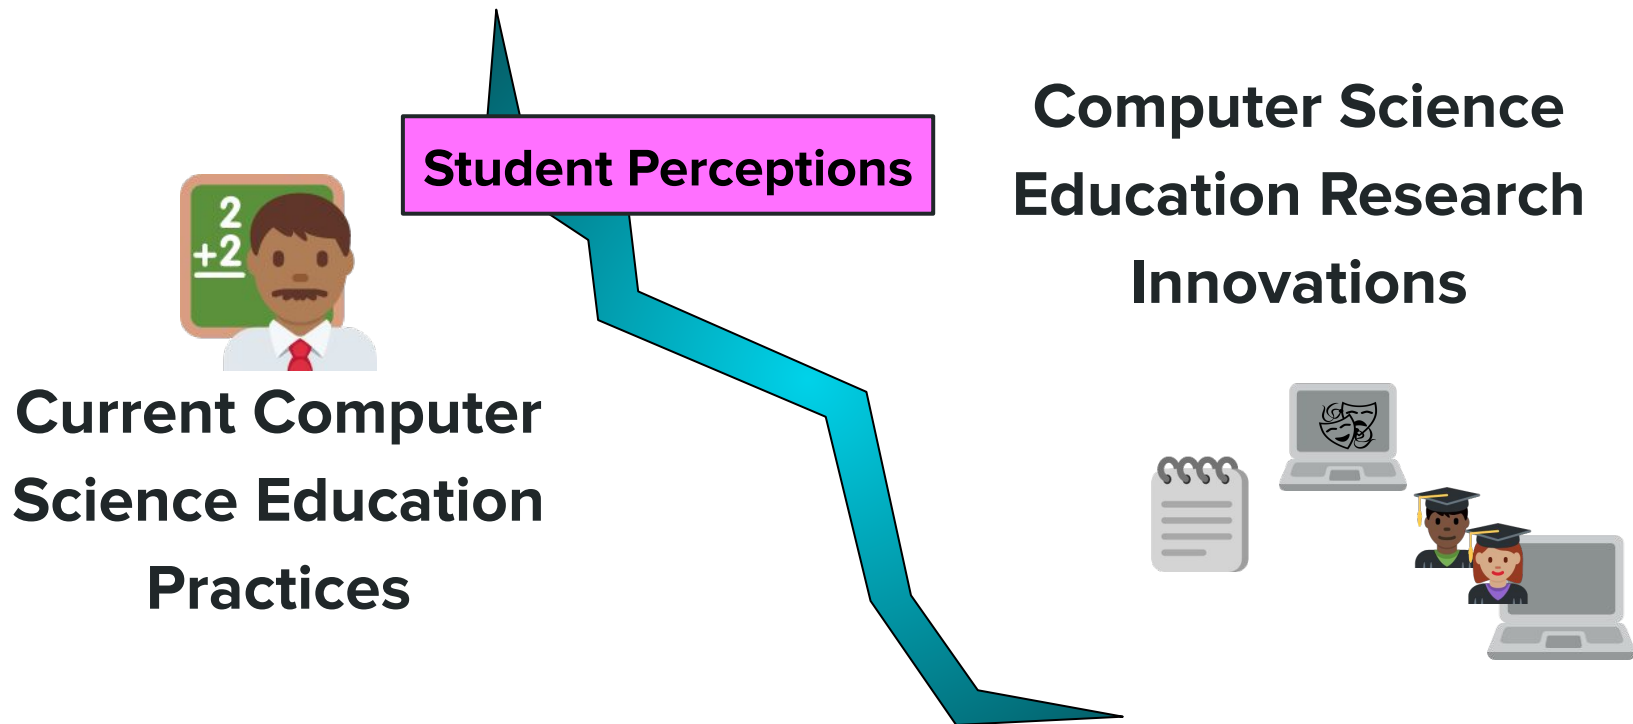 Student Perceptions
Computer Science
Education Research
Innovations
2
+2
Current Computer
Science Education
Practices